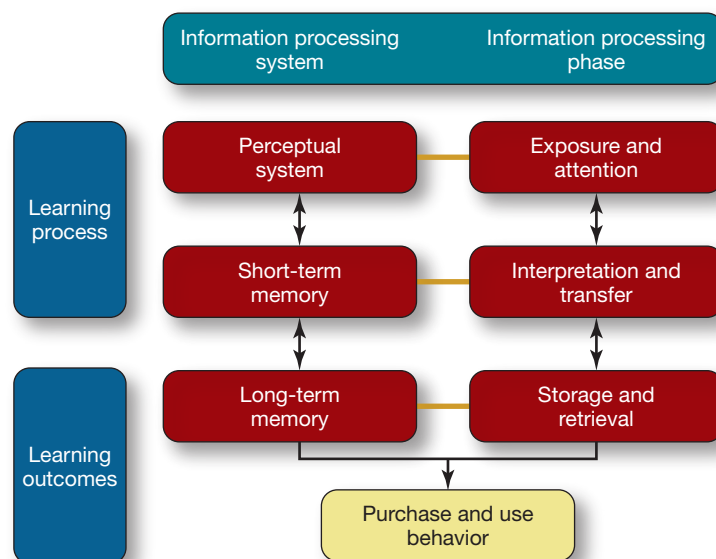 Information processing
system
Information processing
phase
Learning
process
Perceptual
system
Exposure and
attention
Short-term
memory
Interpretation and
transfer
Learning
outcomes
Long-term
memory
Storage and
retrieval
Purchase and use
behavior